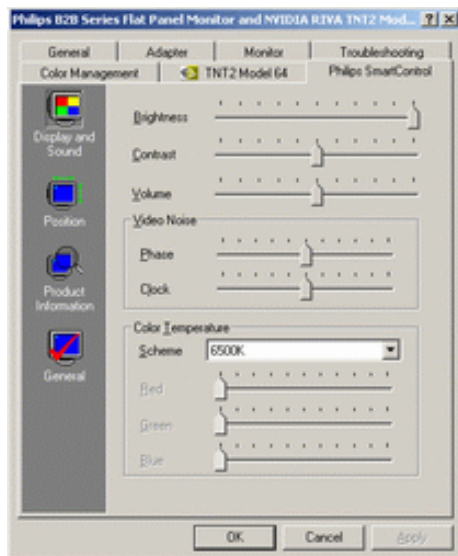 Philips B2B Series Flat Panel Monitor and NVIDIA RIVA TNT2 Mod...
General Adapter Monitor Troubleshooting
Color Management TNT2 Model 64 Philips SmartControl
Display and
Sound
Position
Product
Information
General
Brightness
Contrast
Volume
Video Noise
Phase
Clock
Color Temperature
Scheme 6500K
Red
Green
Blue
OK Cancel Apply